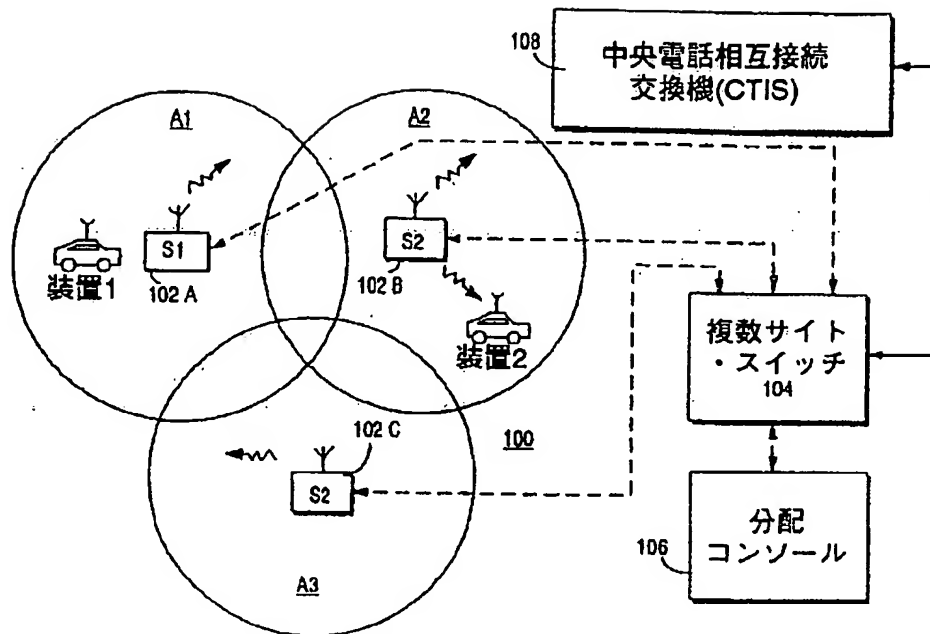 108
中央電話相互接続
交換機(CTIS)
A1
A2
S1
102 A
装置1
S2
102 B
装置2
複数サイト
・スイッチ
104
100
102 C
S2
A3
106
分配
コンソール